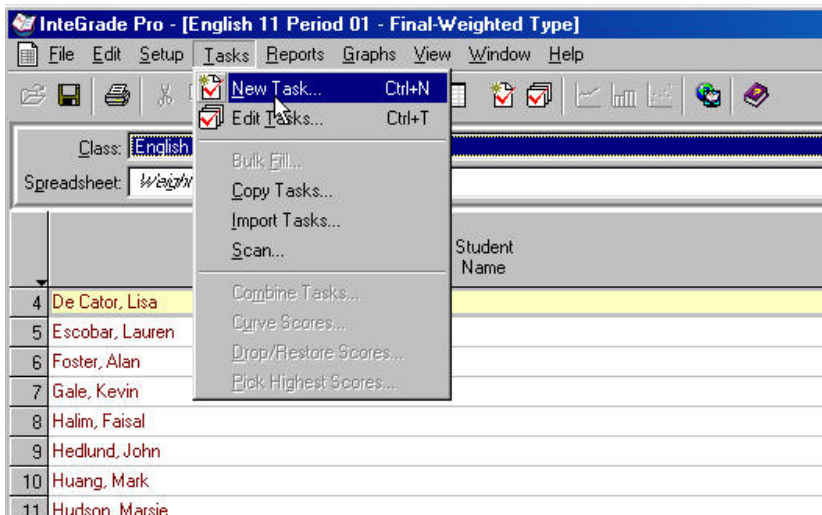 InteGrade Pro - [English 11 Period 01 - Final-Weighted Type]
File Edit Setup Tasks Reports Graphs View Window Help
New Task... Ctrl+N
Edit Tasks... Ctrl+T
Class: English
Bulk Fill...
Spreadsheet: Weigh
Copy Tasks...
Import Tasks...
Scan...
Student
Name
Combine Tasks...
Curve Scores...
Drop/Restore Scores...
Pick Highest Scores...
4 De Cator, Lisa
5 Escobar, Lauren
6 Foster, Alan
7 Gale, Kevin
8 Halim, Faisal
9 Hedlund, John
10 Huang, Mark
11 Hudson, Marsie